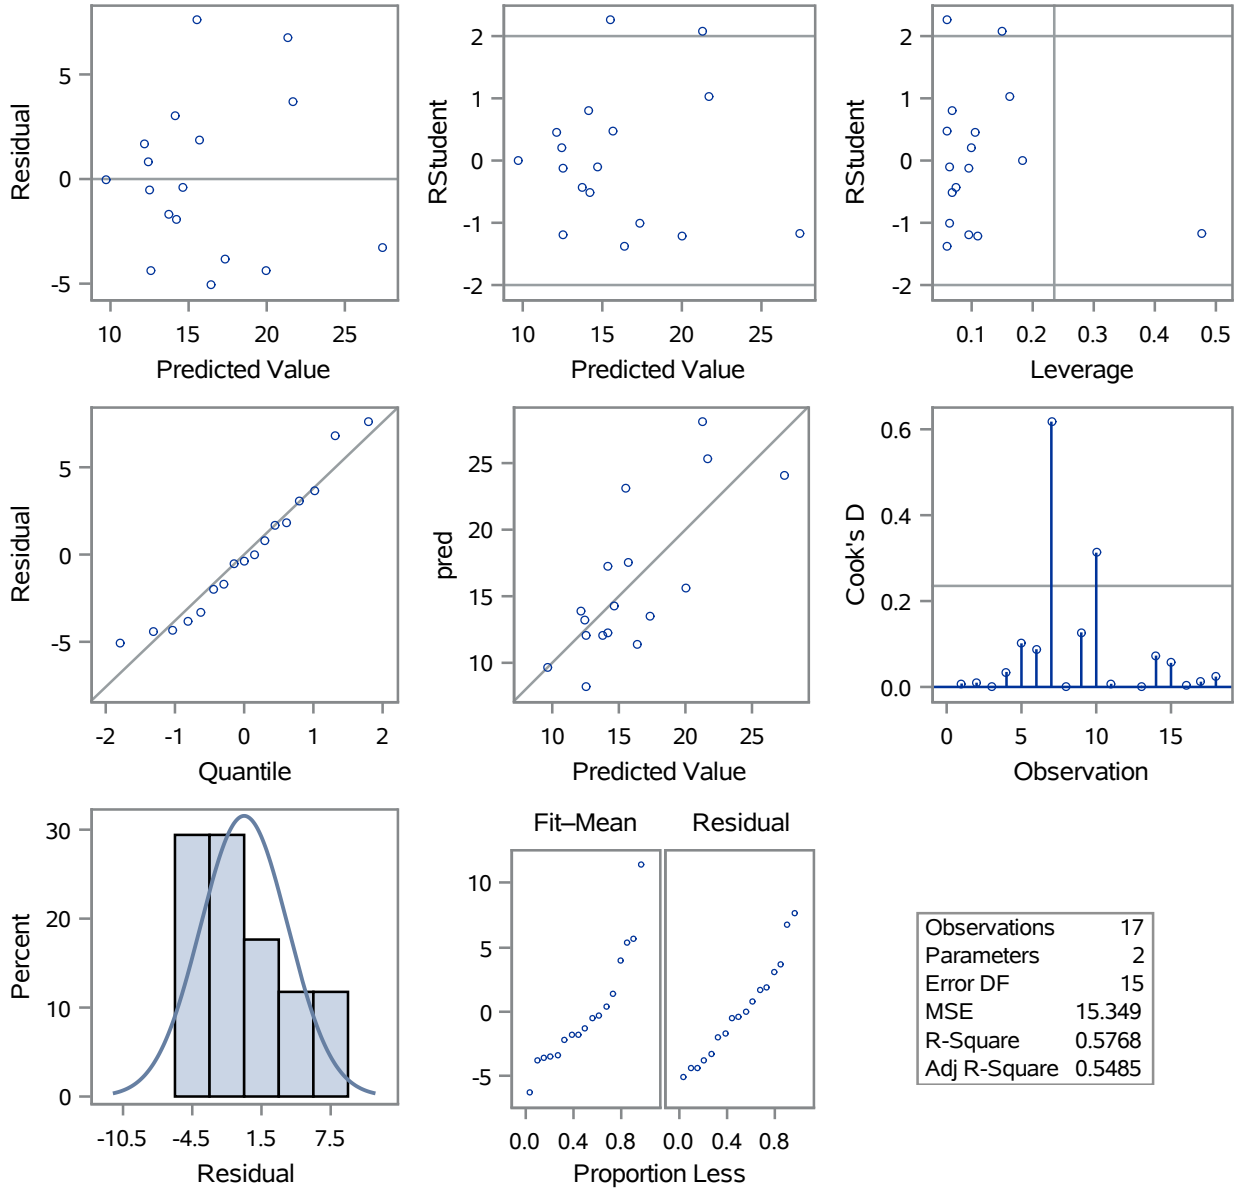 Residual
5
0
-5
10 15 20 25
Predicted Value
RStudent
2
1
0
-1
-2
10 15 20 25
Predicted Value
RStudent
2
1
0
-1
-2
0.1 0.2 0.3 0.4 0.5
Leverage
Residual
5
0
-5
-2 -1 0 1 2
Quantile
pred
25
20
15
10
10 15 20 25
Predicted Value
Cook's D
0.6
0.4
0.2
0.0
0 5 10 15
Observation
Percent
30
20
10
0
-10.5 -4.5 1.5 7.5
Residual
Fit–Mean Residual
10
5
0
-5
0.0 0.4 0.8 0.0 0.4 0.8
Proportion Less
Observations 17
Parameters 2
Error DF 15
MSE 15.349
R-Square 0.5768
Adj R-Square 0.5485